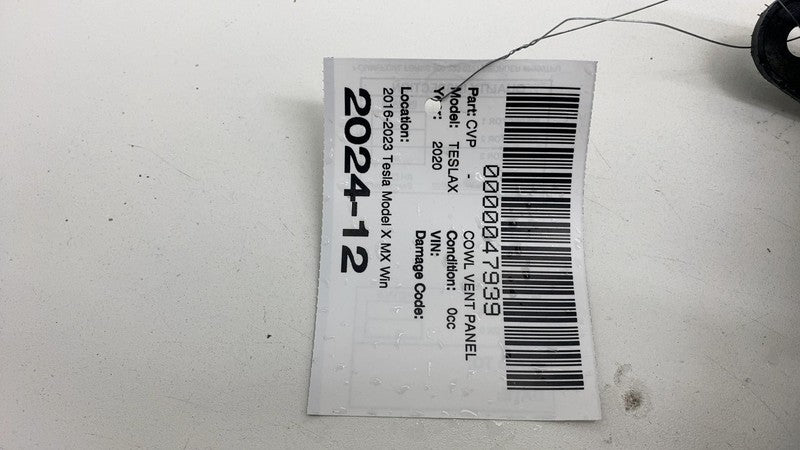 0000047939
Part: CVP - COWL VENT PANEL
Model: TESLAX Condition: 0cc
2020 VIN:
Damage Code:
Location:
2016-2023 Tesla Model X MX Win
2024-12